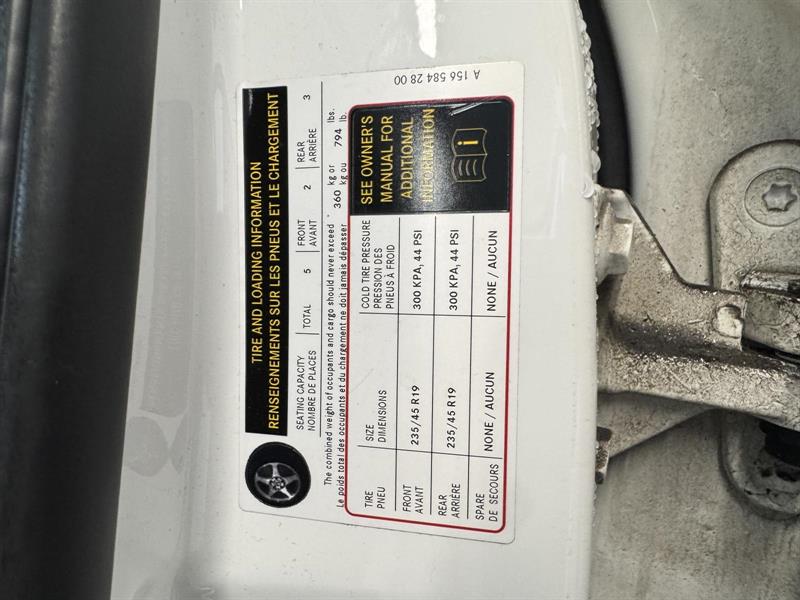 TIRE AND LOADING INFORMATION
RENSEIGNEMENTS SUR LES PNEUS ET LE CHARGEMENT
SEATING CAPACITY
NOMBRE DE PLACES
TOTAL 5
FRONT
AVANT
2
REAR
ARRIÈRE
3
The combined weight of occupants and cargo should never exceed
Le poids total des occupants et du chargement ne doit jamais dépasser
360 kg or
kg ou
794 lbs.
lb.
TIRE
PNEU
SIZE
DIMENSIONS
COLD TIRE PRESSURE
PRESSION DES
PNEUS À FROID
SEE OWNER'S
MANUAL FOR
ADDITIONAL
INFORMATION
FRONT
AVANT
235/45 R19
300 KPA, 44 PSI
REAR
ARRIÈRE
235/45 R19
300 KPA, 44 PSI
SPARE
DE SECOURS
NONE / AUCUN
NONE / AUCUN
A 156 584 28 00